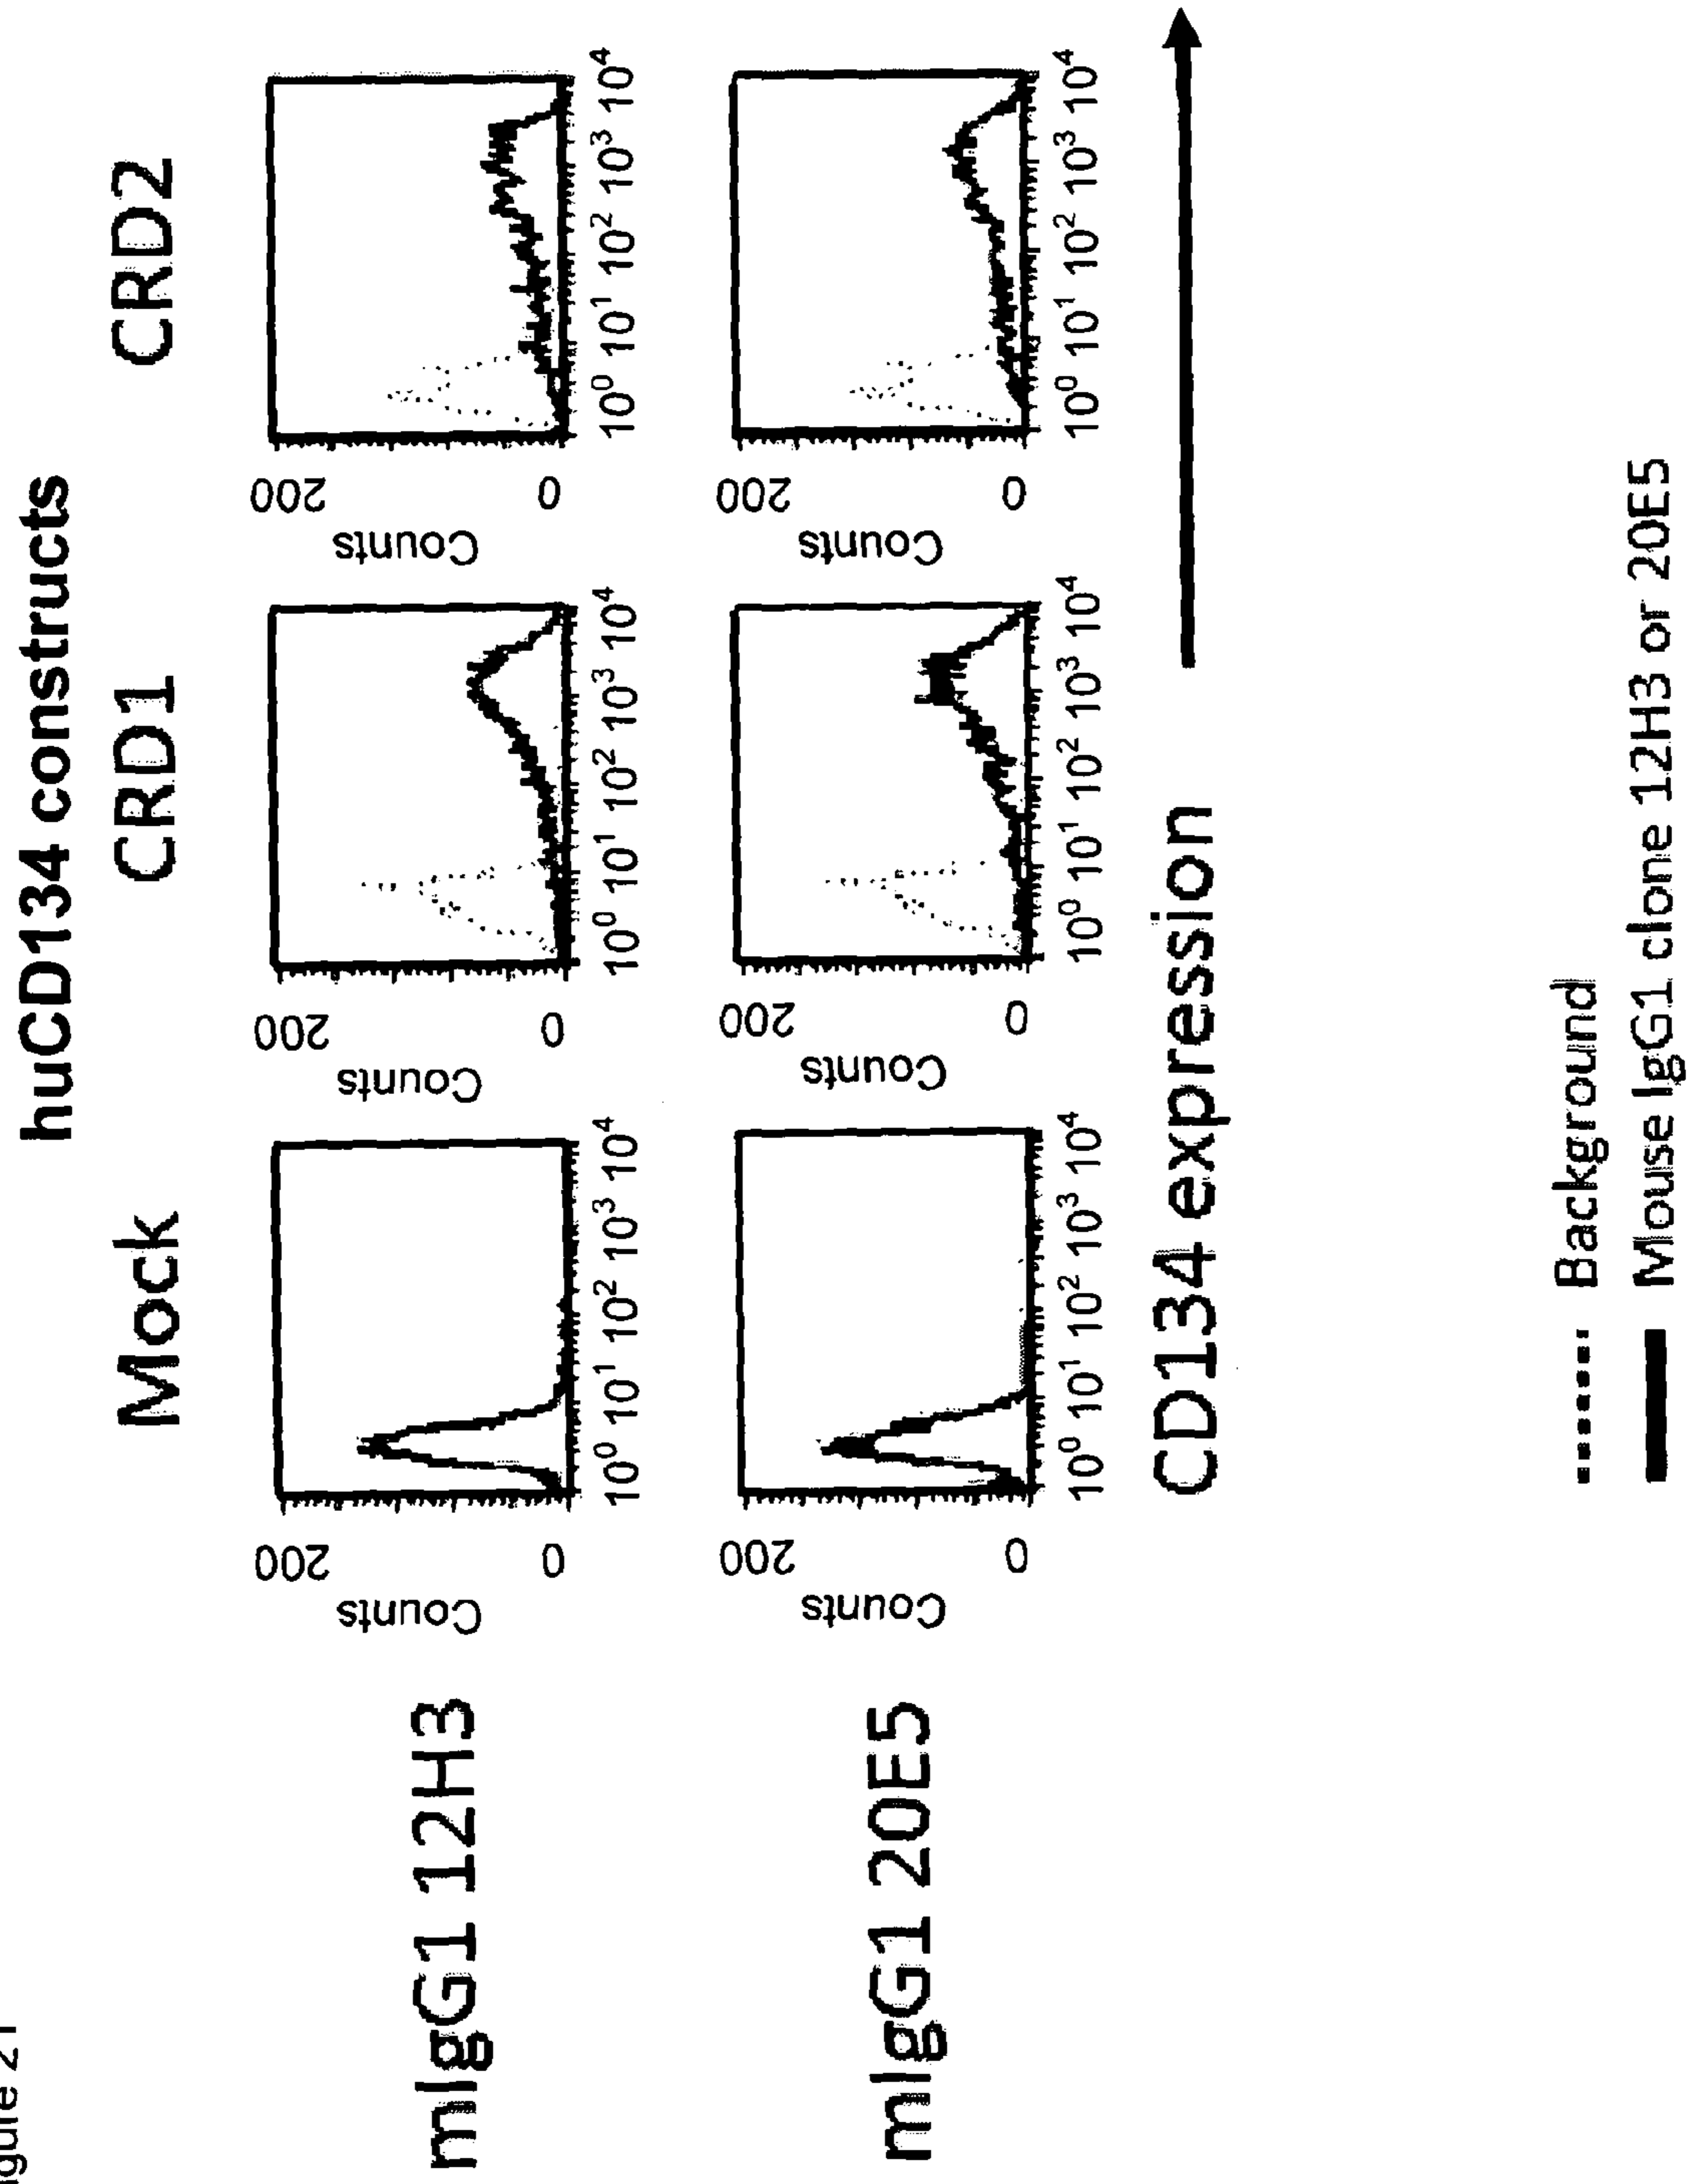 huCD134 constructs
Mock CRD1 CRD2
mIgG1 12H3
Counts 200 0 10⁰ 10¹ 10² 10³ 10⁴
Counts 200 0 10⁰ 10¹ 10² 10³ 10⁴
Counts 200 0 10⁰ 10¹ 10² 10³ 10⁴
mIgG1 20E5
Counts 200 0 10⁰ 10¹ 10² 10³ 10⁴
Counts 200 0 10⁰ 10¹ 10² 10³ 10⁴
Counts 200 0 10⁰ 10¹ 10² 10³ 10⁴
CD134 expression
Background
Mouse IgG1 clone 12H3 or 20E5